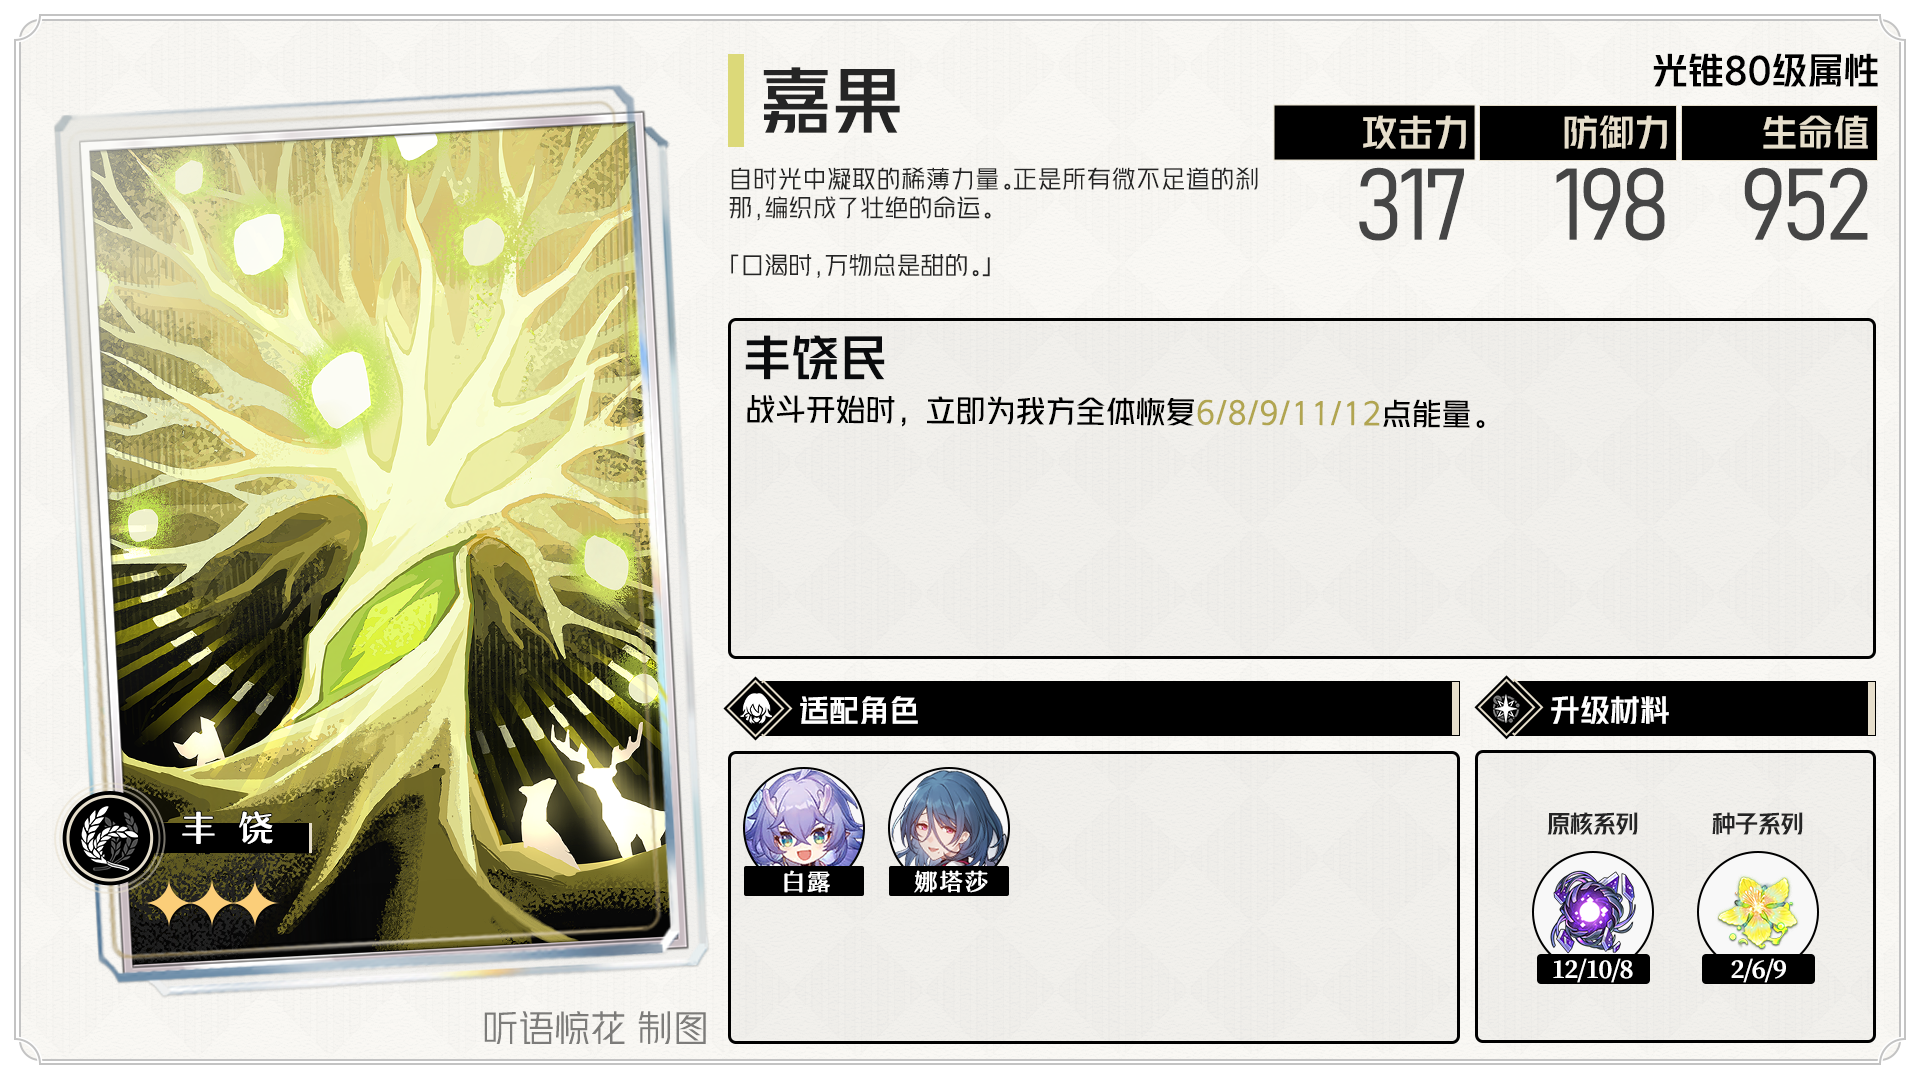 嘉果
自时光中凝取的稀薄力量。正是所有微不足道的刹
那,编织成了壮绝的命运。
「口渴时,万物总是甜的。」
光锥80级属性
攻击力 防御力 生命值
317 198 952
丰饶民
战斗开始时，立即为我方全体恢复6/8/9/11/12点能量。
丰饶
适配角色
白露 娜塔莎
升级材料
原核系列 种子系列
12/10/8 2/6/9
听语惊花 制图